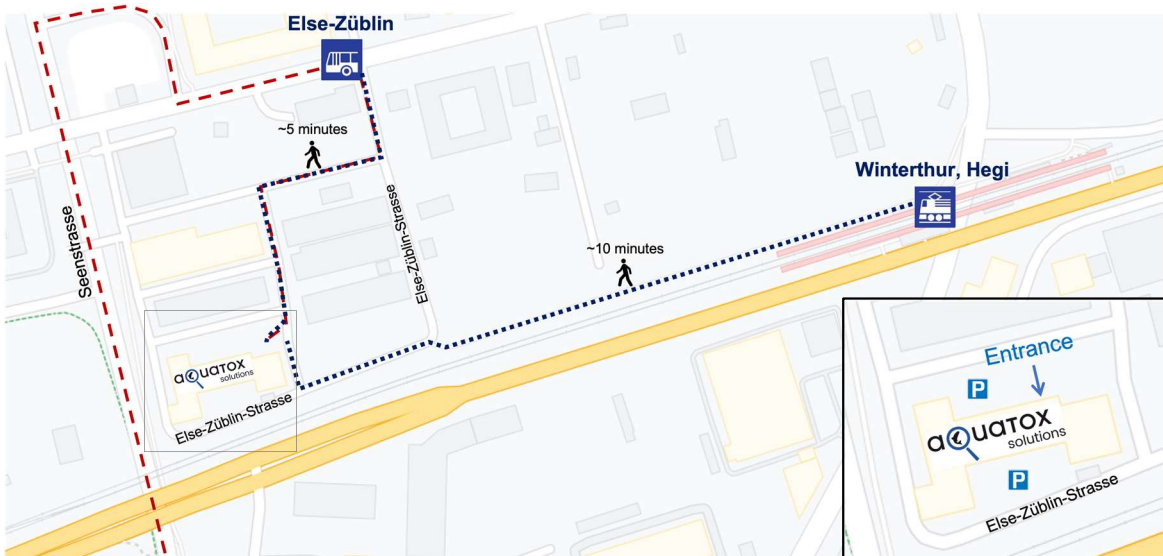 Else-Züblin
~5 minutes
Winterthur, Hegi
Seenstrasse
Else-Züblin-Strasse
~10 minutes
aQuaTOX
solutions
Else-Züblin-Strasse
Entrance
P
aQuaTOX
solutions
P
Else-Züblin-Strasse